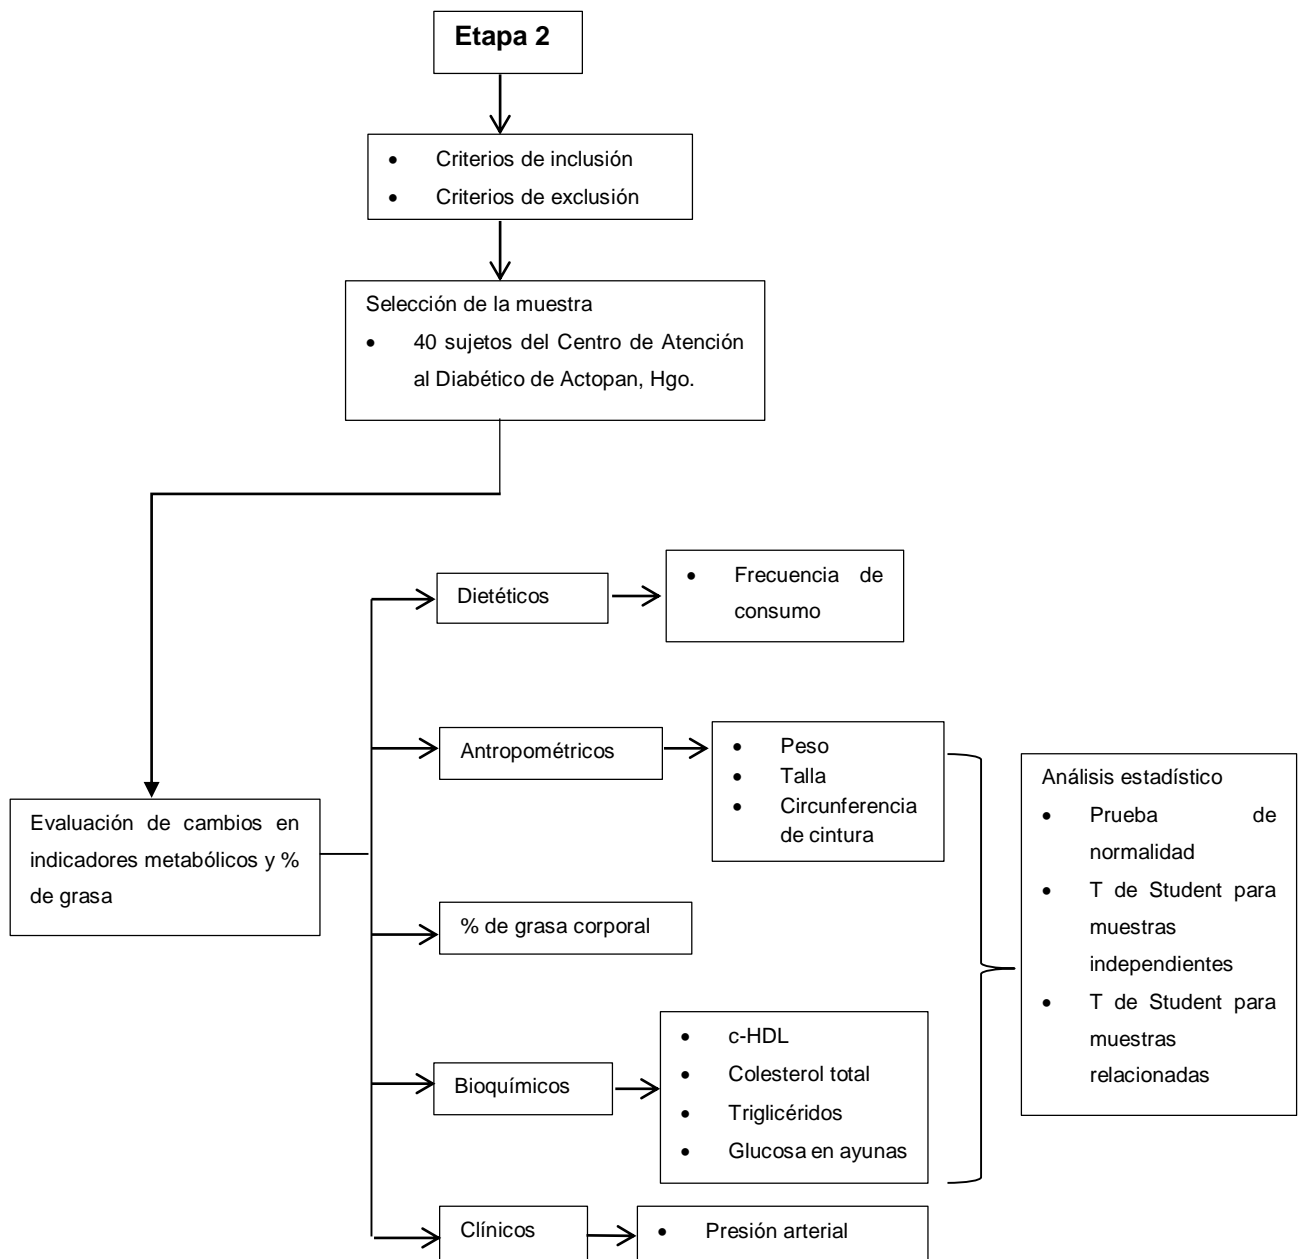 Etapa 2
• Criterios de inclusión
• Criterios de exclusión
Selección de la muestra
• 40 sujetos del Centro de Atención
al Diabético de Actopan, Hgo.
Evaluación de cambios en
indicadores metabólicos y %
de grasa
Dietéticos
• Frecuencia de
consumo
Antropométricos
• Peso
• Talla
• Circunferencia
de cintura
% de grasa corporal
Bioquímicos
• c-HDL
• Colesterol total
• Triglicéridos
• Glucosa en ayunas
Clínicos
• Presión arterial
Análisis estadístico
• Prueba de
normalidad
• T de Student para
muestras
independientes
• T de Student para
muestras
relacionadas